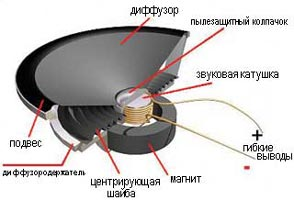 диффузор
пылезащитный колпачок
звуковая катушка
+
гибкие
выводы
-
подвес
диффузородержатель
центрирующая
шайба
магнит